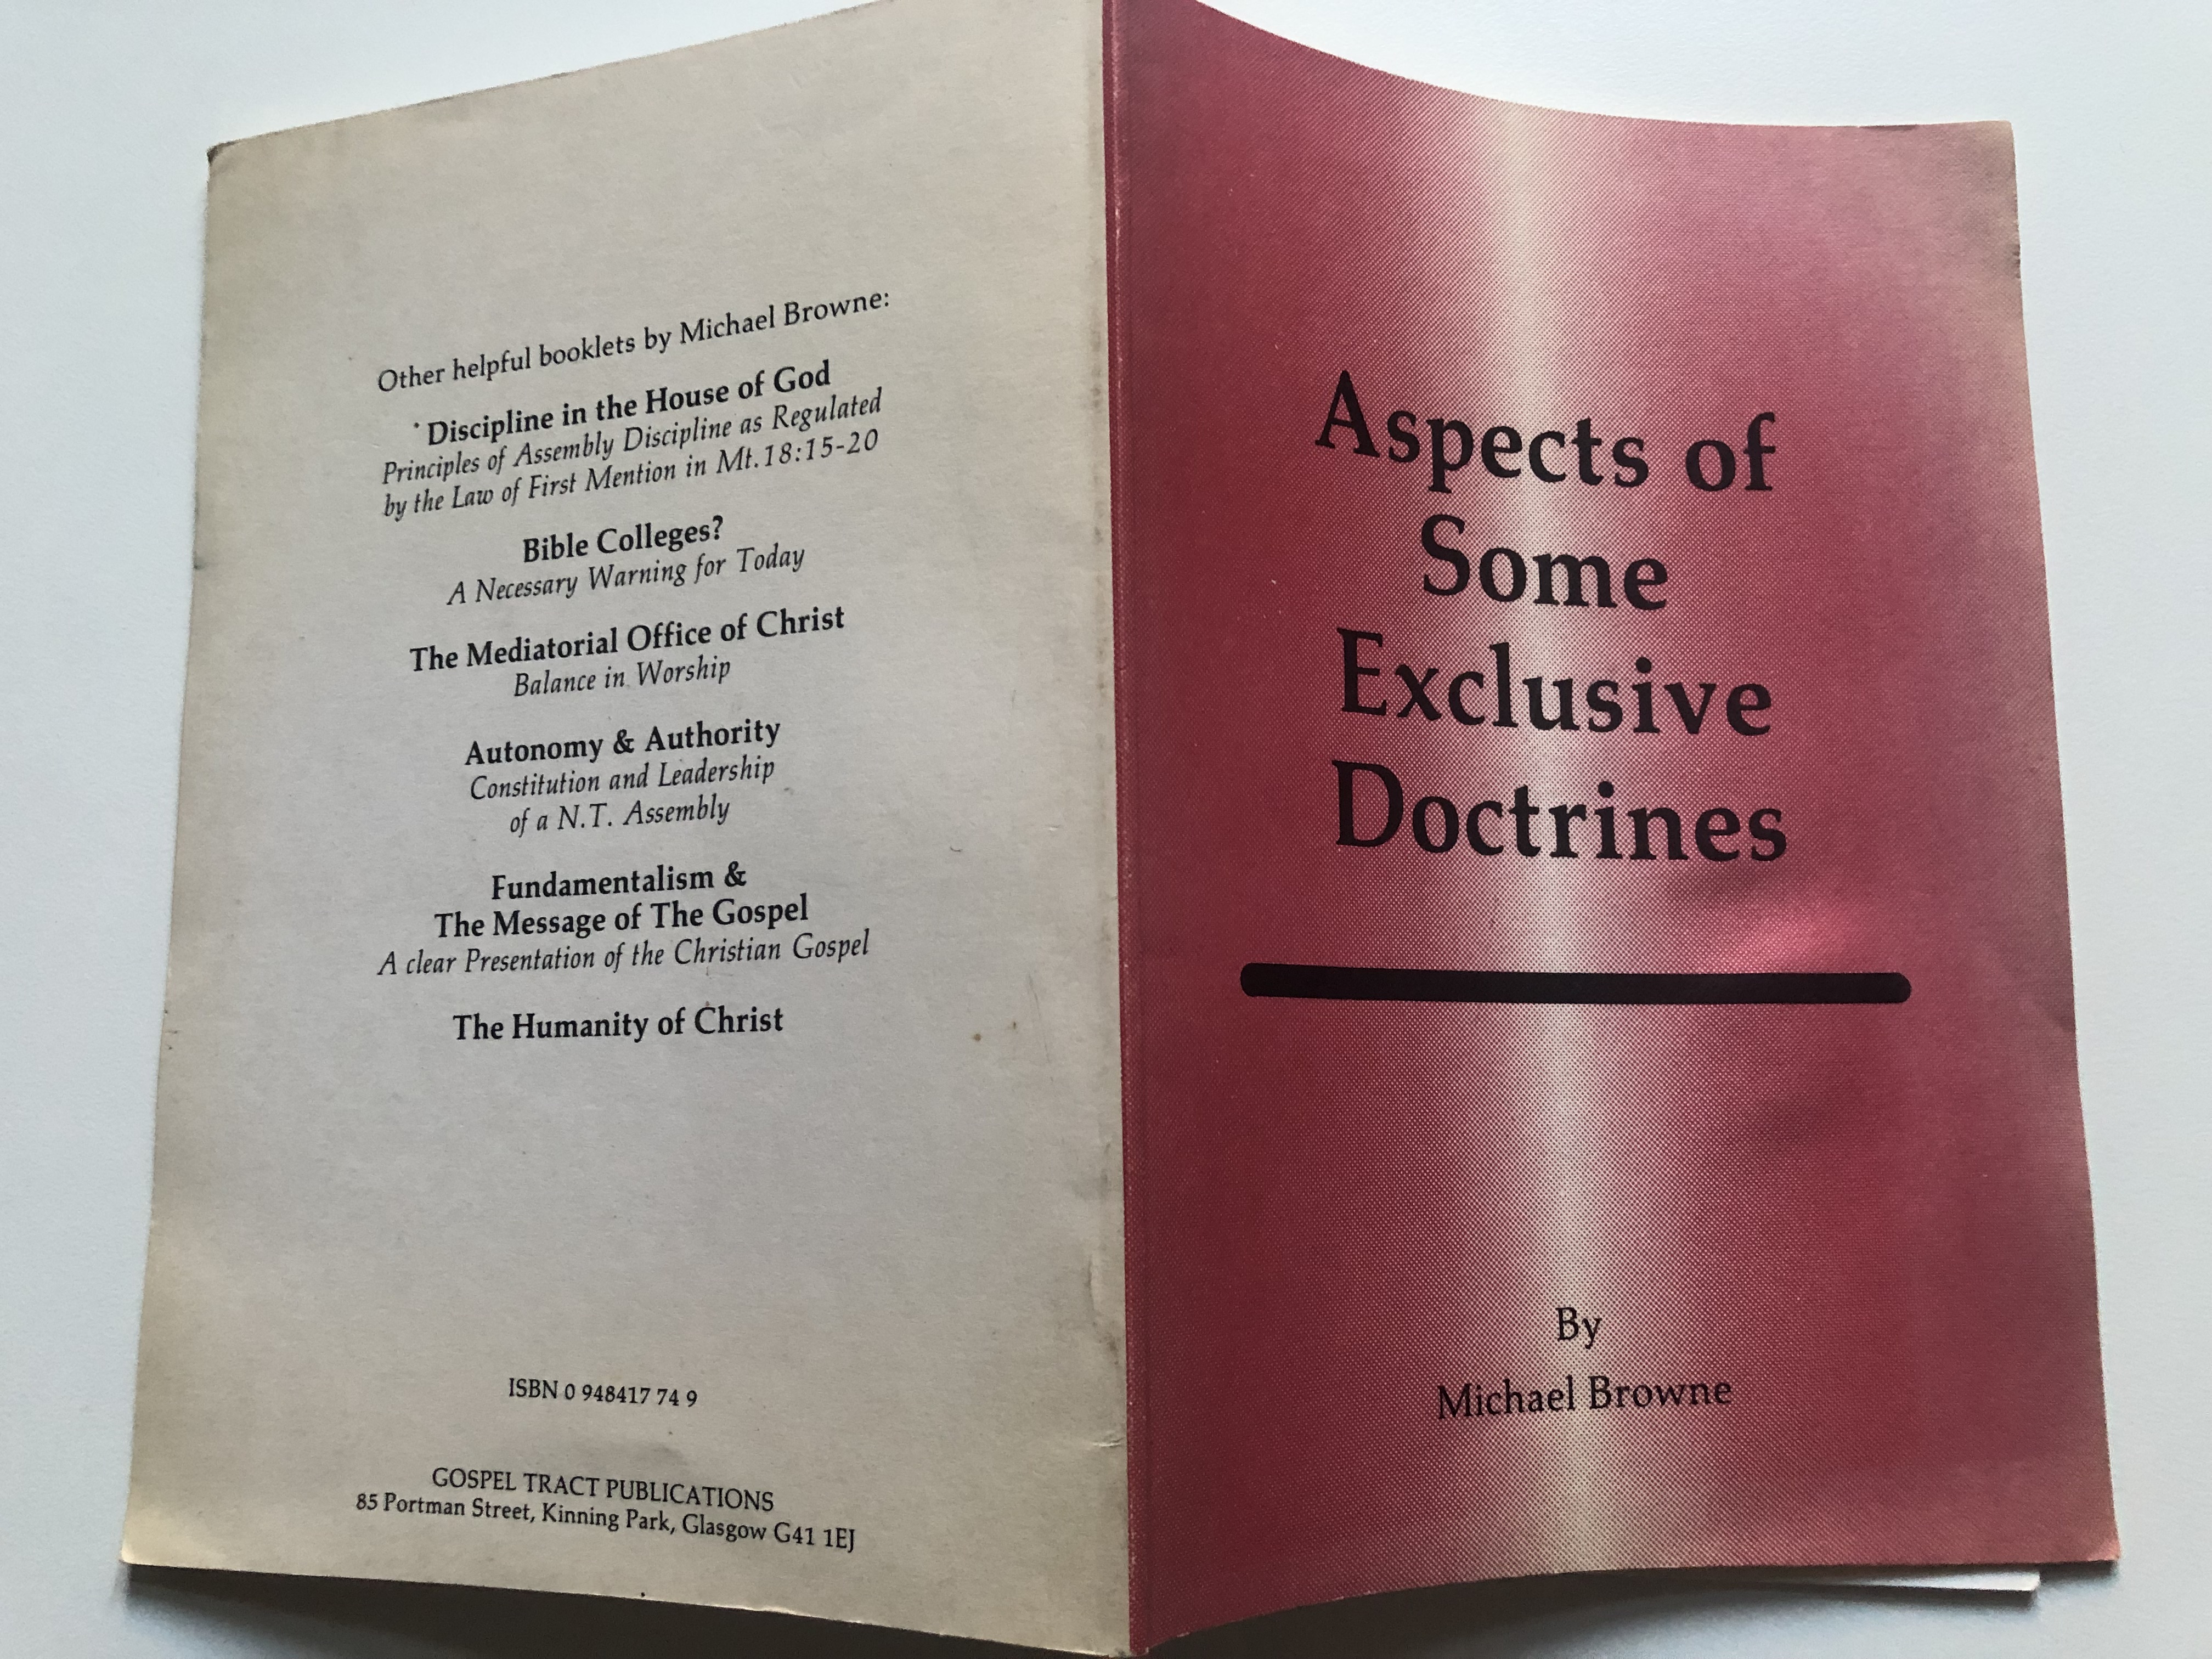 Other helpful booklets by Michael Browne:
Discipline in the House of God
Principles of Assembly Discipline as Regulated
by the Law of First Mention in Mt.18:15-20
Bible Colleges?
A Necessary Warning for Today
The Mediatorial Office of Christ
Balance in Worship
Autonomy & Authority
Constitution and Leadership
of a N.T. Assembly
Fundamentalism &
The Message of The Gospel
A clear Presentation of the Christian Gospel
The Humanity of Christ
ISBN 0 948417 74 9
GOSPEL TRACT PUBLICATIONS
85 Portman Street, Kinning Park, Glasgow G41 1EJ
Aspects of
Some
Exclusive
Doctrines
By
Michael Browne